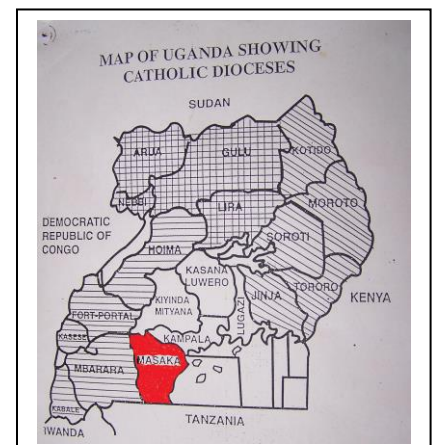 MAP OF UGANDA SHOWING
CATHOLIC DIOCESES
SUDAN
ARUA
GULU
KOTIDO
NEBBI
LIRA
MOROTO
DEMOCRATIC
REPUBLIC OF
CONGO
HOIMA
SOROTI
KASANA
LUWERO
TORORO
KIYINDA
MITYANA
LUGAZI
JINJA
KENYA
FORT-PORTAL
KAMPALA
KASESE
MASAKA
MBARARA
KABALE
TANZANIA
IWANDA